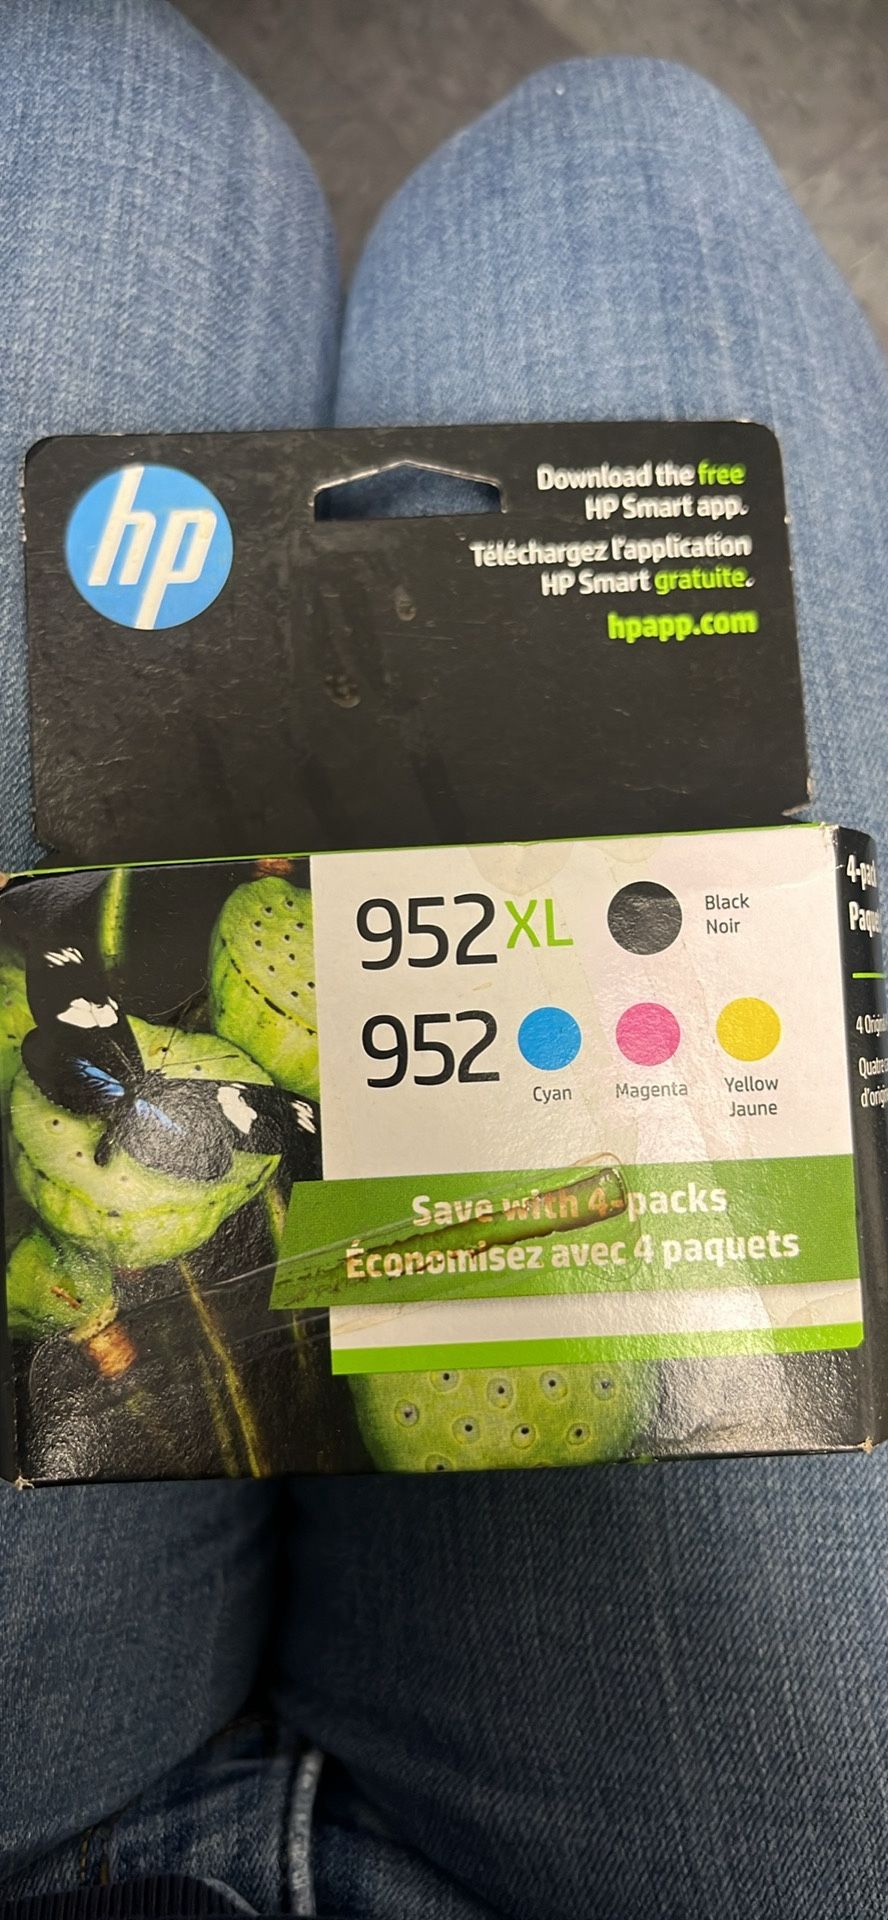 hp
Download the free
HP Smart app.
Téléchargez l'application
HP Smart gratuite.
hpapp.com
952XL
Black
Noir
952
Cyan
Magenta
Yellow
Jaune
Save with 4-packs
Économisez avec 4 paquets
4